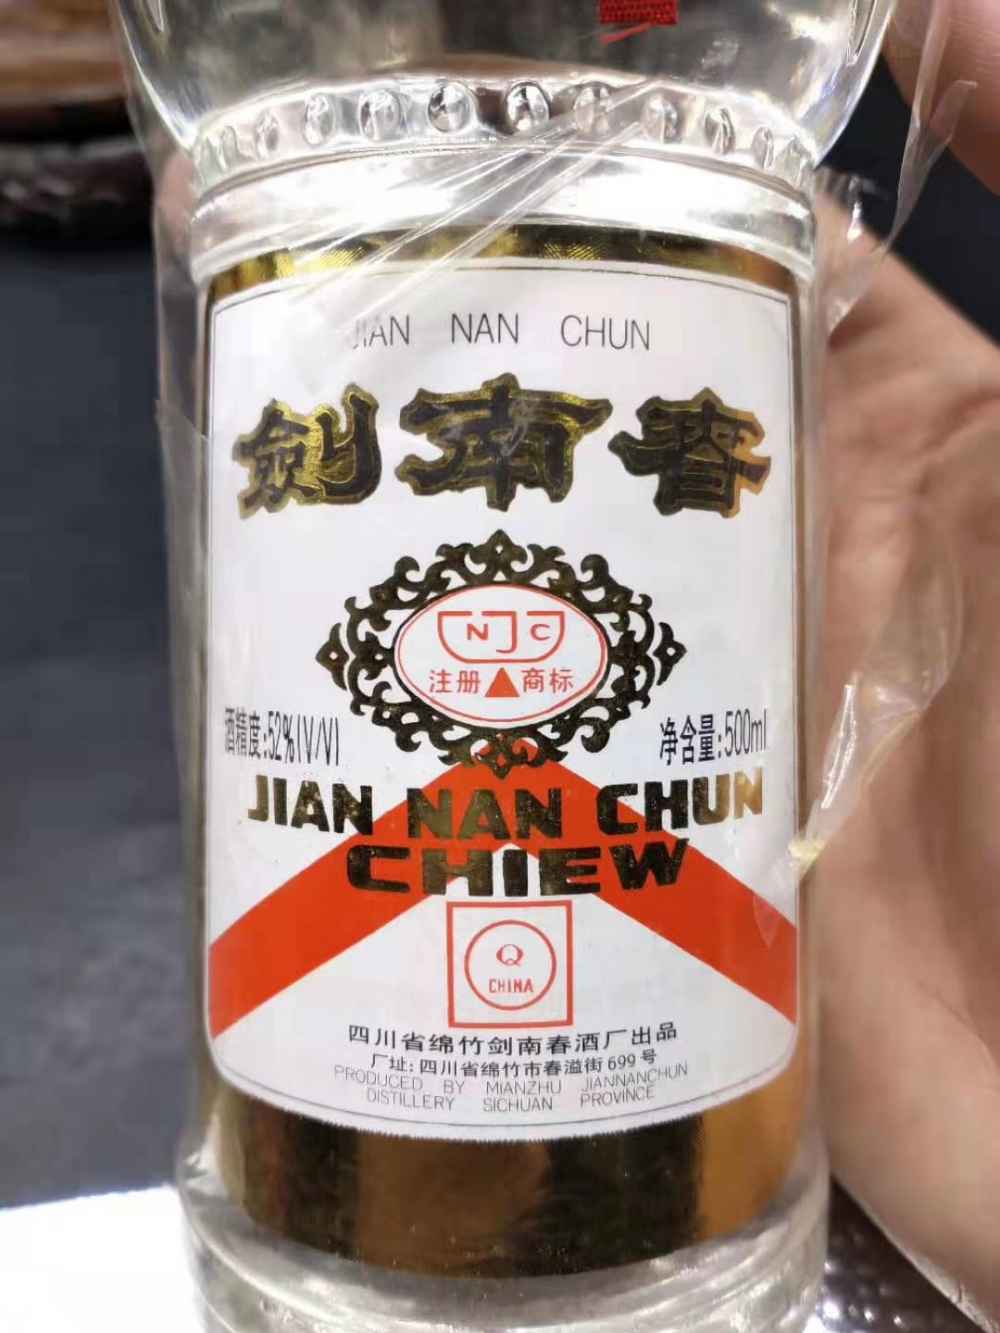 JIAN NAN CHUN
劍南春
N J C
注册 商标
酒精度:52%(V/V)
净含量:500ml
JIAN NAN CHUN
CHIEW
Q
CHINA
四川省绵竹剑南春酒厂出品
厂址:四川省绵竹市春溢街699号
PRODUCED BY MIANZHU JIANNANCHUN
DISTILLERY SICHUAN PROVINCE